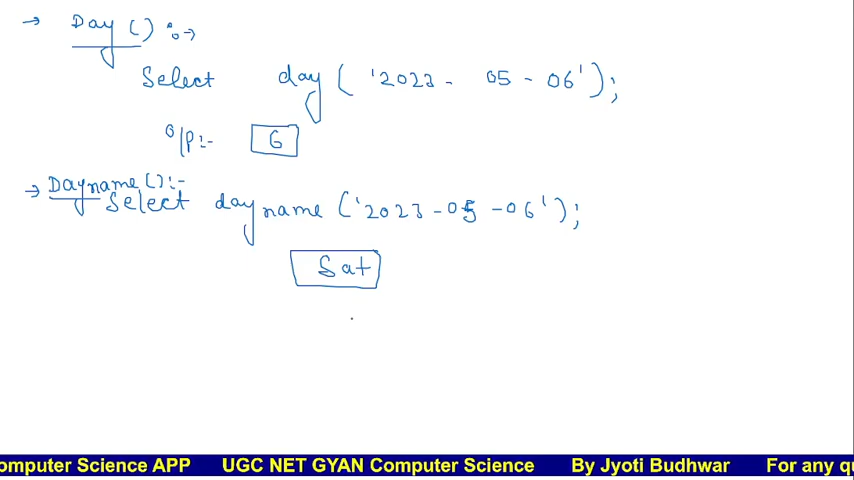 → Day () :→
Select day ( '2023 - 05 - 06' );
O/P:- 6
→ Dayname ():-
Select dayname ('2023-05-06');
Sat
omputer Science APP UGC NET GYAN Computer Science By Jyoti Budhwar For any qu